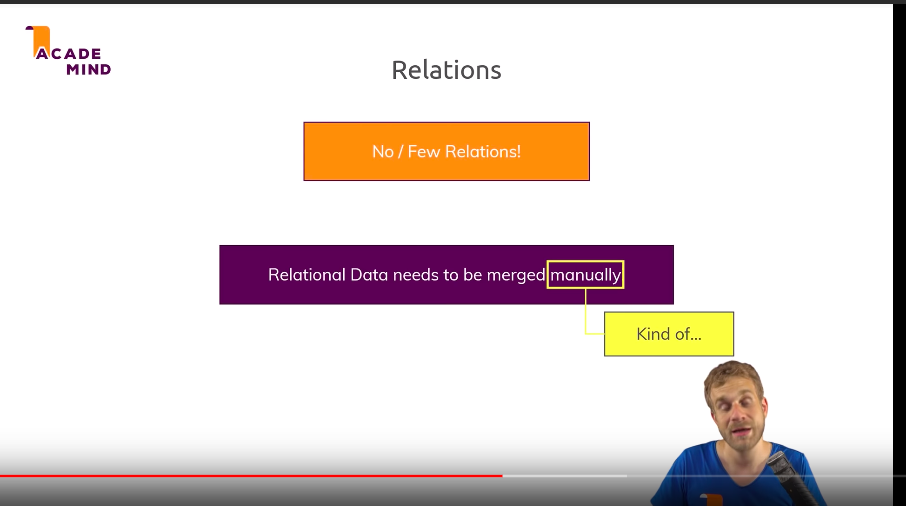 ACADE
MIND
Relations
No / Few Relations!
Relational Data needs to be merged manually
Kind of...